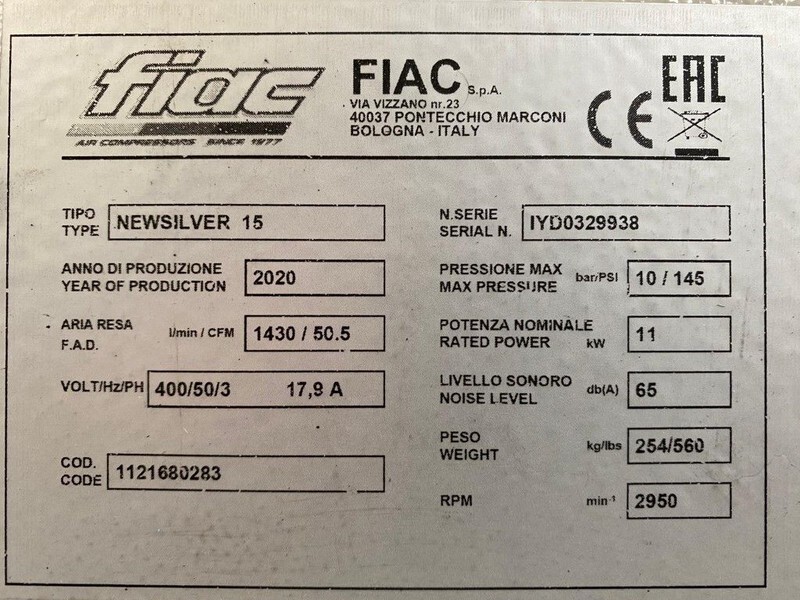 fiac
AIR COMPRESSORS SINCE 1977
FIAC S.p.A.
VIA VIZZANO nr.23
40037 PONTECCHIO MARCONI
BOLOGNA - ITALY
CE
EAC
TIPO
TYPE
NEWSILVER 15
ANNO DI PRODUZIONE
YEAR OF PRODUCTION
2020
ARIA RESA
F.A.D.
l/min / CFM
1430 / 50.5
VOLT/Hz/PH
400/50/3 17,9 A
COD.
CODE
1121680283
N.SERIE
SERIAL N.
IYD0329938
PRESSIONE MAX
MAX PRESSURE
bar/PSI
10 / 145
POTENZA NOMINALE
RATED POWER
kW
11
LIVELLO SONORO
NOISE LEVEL
db(A)
65
PESO
WEIGHT
kg/lbs
254/560
RPM
min-1
2950